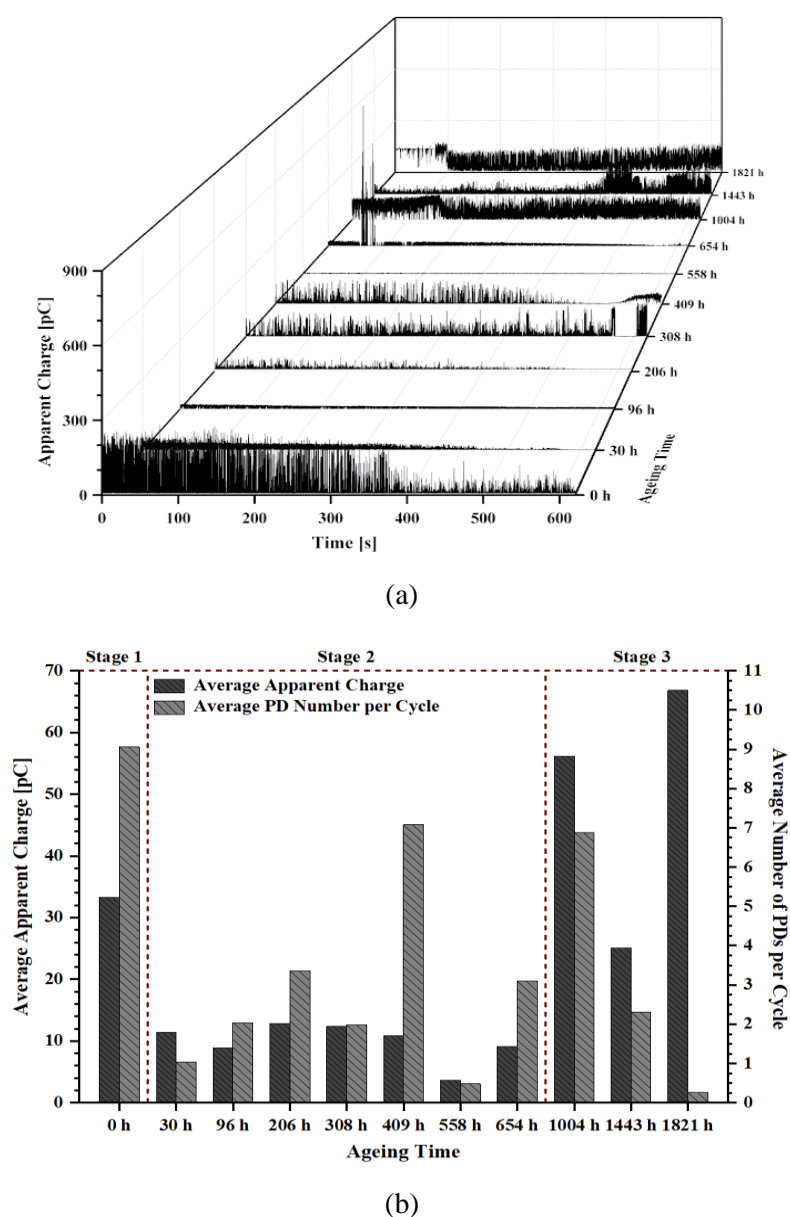 900
600
300
0
Apparent Charge [pC]
0 100 200 300 400 500 600
Time [s]
0 h
30 h
96 h
206 h
308 h
409 h
558 h
654 h
1004 h
1443 h
1821 h
Ageing Time
(a)
Stage 1 Stage 2 Stage 3
Average Apparent Charge
Average PD Number per Cycle
70
60
50
40
30
20
10
0
Average Apparent Charge [pC]
11
10
9
8
7
6
5
4
3
2
1
0
Average Number of PDs per Cycle
0 h 30 h 96 h 206 h 308 h 409 h 558 h 654 h 1004 h 1443 h 1821 h
Ageing Time
(b)